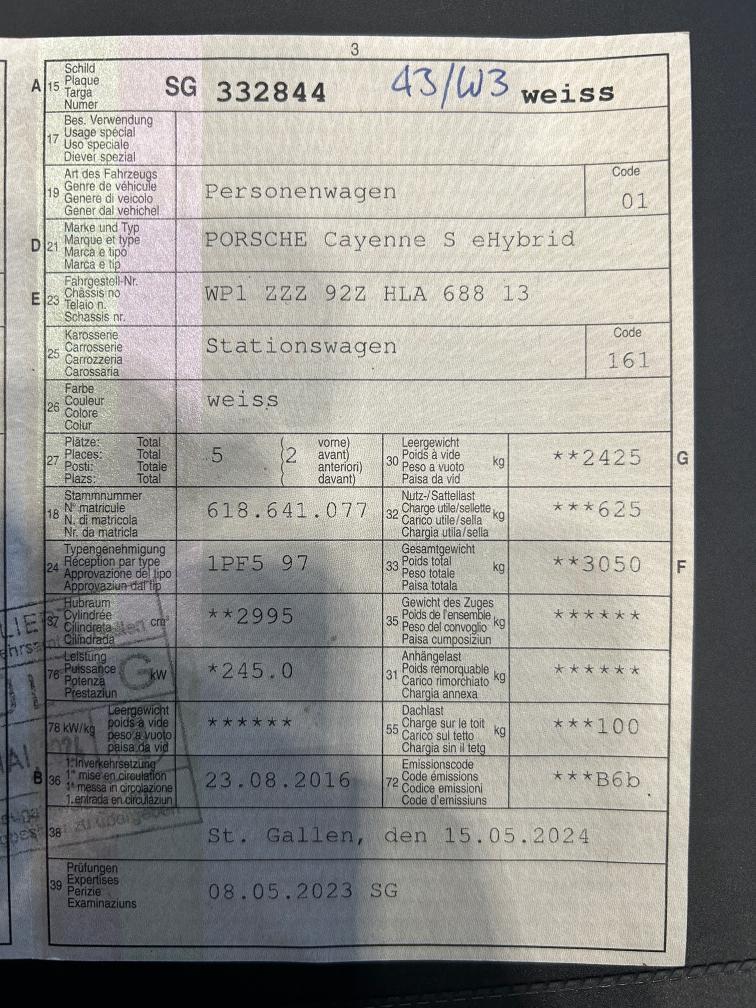 3
A 15 Schild
Plaque
Targa
Numer
SG 332844 43/W3 weiss
17 Bes. Verwendung
Usage spécial
Uso speciale
Diever spezial
19 Art des Fahrzeugs
Genre de véhicule
Genere di veicolo
Gener dal vehichel
Personenwagen
Code
01
D 21 Marke und Typ
Marque et type
Marca e tipo
Marca e tip
PORSCHE Cayenne S eHybrid
E 23 Fahrgestell-Nr.
Châssis no
Telaio n.
Schassis nr.
WP1 ZZZ 92Z HLA 688 13
25 Karosserie
Carrosserie
Carrozzeria
Carossaria
Stationswagen
Code
161
26 Farbe
Couleur
Colore
Colur
weiss
27 Plätze: Total
Places: Total
Posti: Totale
Plazs: Total
5 (2 vorne)
avant)
anteriori)
davant)
30 Leergewicht
Poids à vide
Peso a vuoto
Paisa da vid
kg
**2425
G
18 Stammnummer
N° matricule
N. di matricola
Nr. da matricla
618.641.077
32 Nutz-/Sattellast
Charge utile/sellette
Carico utile/sella
Chargia utila/sella
kg
***625
24 Typengenehmigung
Réception par type
Approvazione del tipo
Approvaziun dal tip
1PF5 97
33 Gesamtgewicht
Poids total
Peso totale
Paisa totala
kg
**3050
F
37 Hubraum
Cylindrée
Cilindrata
Cilindrada
cm³
**2995
35 Gewicht des Zuges
Poids de l'ensemble
Peso del convoglio
Paisa cumposiziun
kg
******
76 Leistung
Puissance
Potenza
Prestaziun
kW
*245.0
31 Anhängelast
Poids remorquable
Carico rimorchiato
Chargia annexa
kg
******
78 kW/kg Leergewicht
poids à vide
peso a vuoto
paisa da vid
******
55 Dachlast
Charge sur le toit
Carico sul tetto
Chargia sin il tetg
kg
***100
B 36 1. Inverkehrsetzung
1re mise en circulation
1a messa in circolazione
1. entrada en circulaziun
23.08.2016
72 Emissionscode
Code émissions
Codice emissioni
Code d'emissiuns
***B6b
38 St. Gallen, den 15.05.2024
39 Prüfungen
Expertises
Perizie
Examinaziuns
08.05.2023 SG